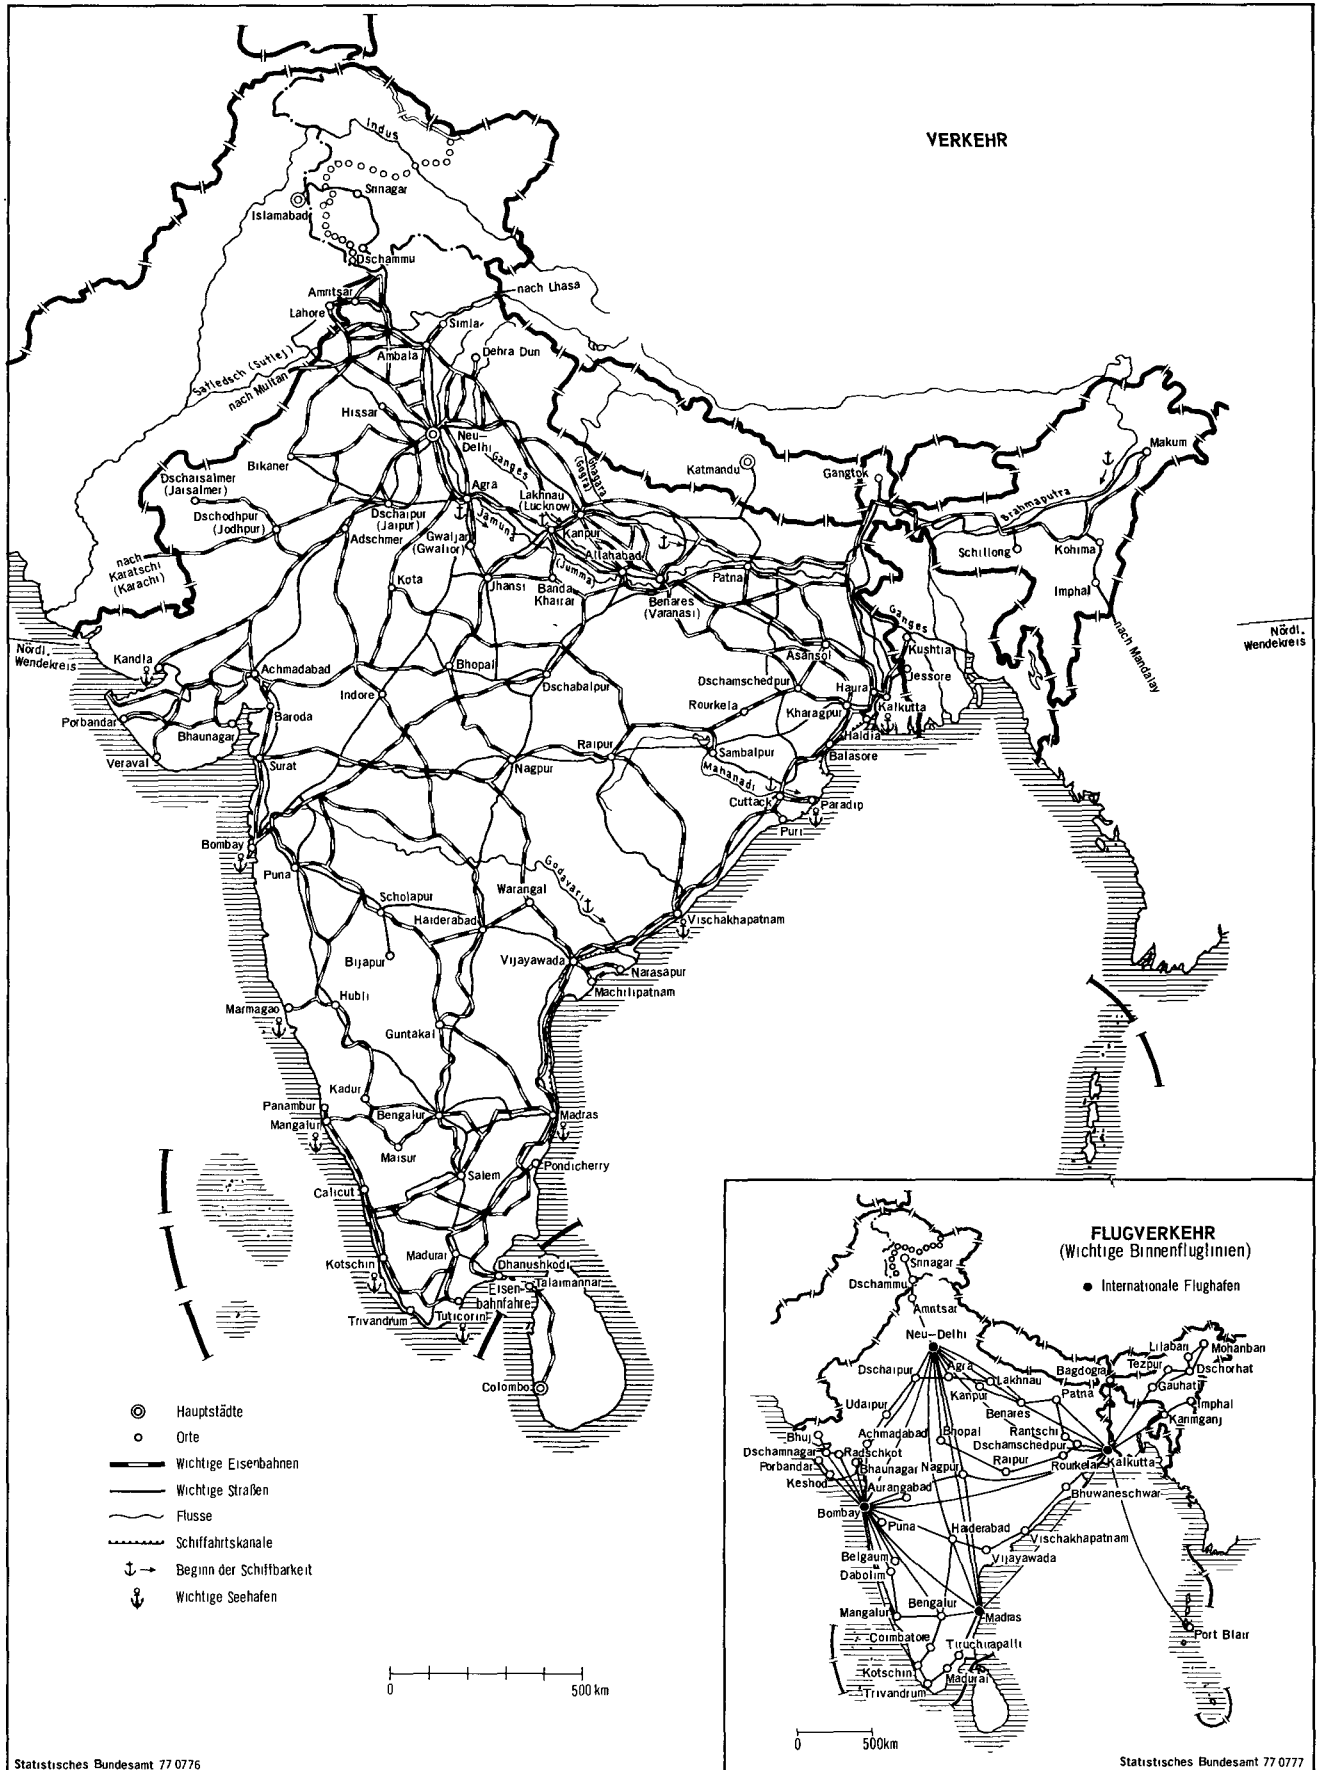 VERKEHR
Indus
Srinagar
Islamabad
Dschammu
Amritsar
nach Lhasa
Lahore
Simla
Ambala
Dehra Dun
Satledsch (Sutlej)
nach Multan
Hissar
Neu-
Delhi
Ganges
Ghaghara
(Gogra)
Bikaner
Katmandu
Gangtok
Makum
Dschaisalmer
(Jaisalmer)
Agra
Lakhnau
(Lucknow)
Brahmaputra
Dschodhpur
(Jodhpur)
Dschaipur
(Jaipur)
Adschmer
Jamuna
Kanpur
Gwaliar
(Gwalior)
Allahabad
Schillong
Kohima
nach
Karatschi
(Karachi)
Kota
Jhansi
Banda
Khairar
(Jumma)
Patna
Benares
(Varanasi)
Imphal
Ganges
nach Mandalay
Nördl.
Wendekreis
Nördl.
Wendekreis
Kandla
Achmadabad
Bhopal
Asansol
Kushtia
Jessore
Indore
Dschabalpur
Dschamschedpur
Haura
Rourkela
Kharagpur
Kalkutta
Porbandar
Bhaunagar
Baroda
Haldia
Veraval
Surat
Nagpur
Raipur
Sambalpur
Balasore
Mahanadi
Cuttack
Paradip
Puri
Bombay
Puna
Godavari
Scholapur
Warangal
Haiderabad
Vischakhapatnam
Bijapur
Vijayawada
Narasapur
Machilipatnam
Marmagao
Hubli
Guntakal
Kadur
Panambur
Mangalur
Bengalur
Madras
Maisur
Salem
Pondicherry
Calicut
Kotschin
Madurai
Dhanushkodi
Talaimannar
Eisen-
bahnfahre
Trivandrum
Tuticorin
Colombo
Hauptstädte
Orte
Wichtige Eisenbahnen
Wichtige Straßen
Flusse
Schiffahrtskanale
Beginn der Schiffbarkeit
Wichtige Seehafen
0 500 km
Statistisches Bundesamt 77 0776
FLUGVERKEHR
(Wichtige Binnenfluglinien)
Internationale Flughafen
Srinagar
Dschammu
Amritsar
Neu-Delhi
Lilabari
Mohanbari
Tezpur
Dschorhat
Bagdogra
Gauhati
Dschaipur
Agra
Lakhnau
Kanpur
Patna
Imphal
Benares
Karimganj
Udaipur
Rantschi
Bhuj
Achmadabad
Bhopal
Dschamschedpur
Dschamnagar
Radschkot
Raipur
Rourkela
Kalkutta
Porbandar
Bhaunagar
Nagpur
Keshod
Aurangabad
Bhuwaneschwar
Bombay
Puna
Haiderabad
Vischakhapatnam
Vijayawada
Belgaum
Dabolim
Bengalur
Mangalur
Madras
Coimbatore
Tiruchirapalli
Port Blair
Kotschin
Madurai
Trivandrum
0 500km
Statistisches Bundesamt 77 0777